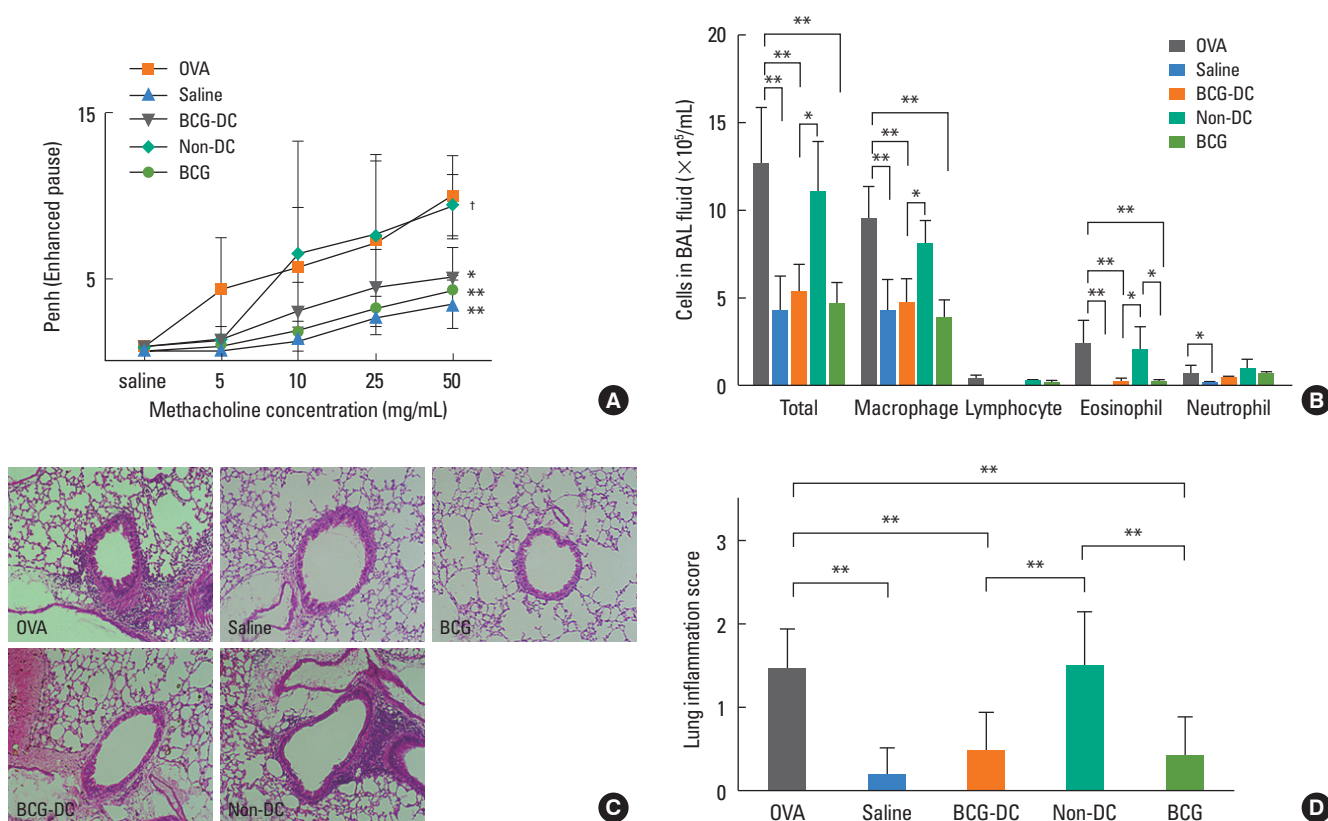 OVA
Saline
BCG-DC
Non-DC
BCG
15
5
Penh (Enhanced pause)
†
*
**
**
saline 5 10 25 50
Methacholine concentration (mg/mL)
A
20
15
10
5
0
Cells in BAL fluid (×10⁵/mL)
OVA
Saline
BCG-DC
Non-DC
BCG
**
**
**
*
**
**
**
*
**
**
**
*
*
*
Total Macrophage Lymphocyte Eosinophil Neutrophil
B
OVA
Saline
BCG
BCG-DC
Non-DC
C
3
2
1
0
Lung inflammation score
**
**
**
**
**
OVA Saline BCG-DC Non-DC BCG
D